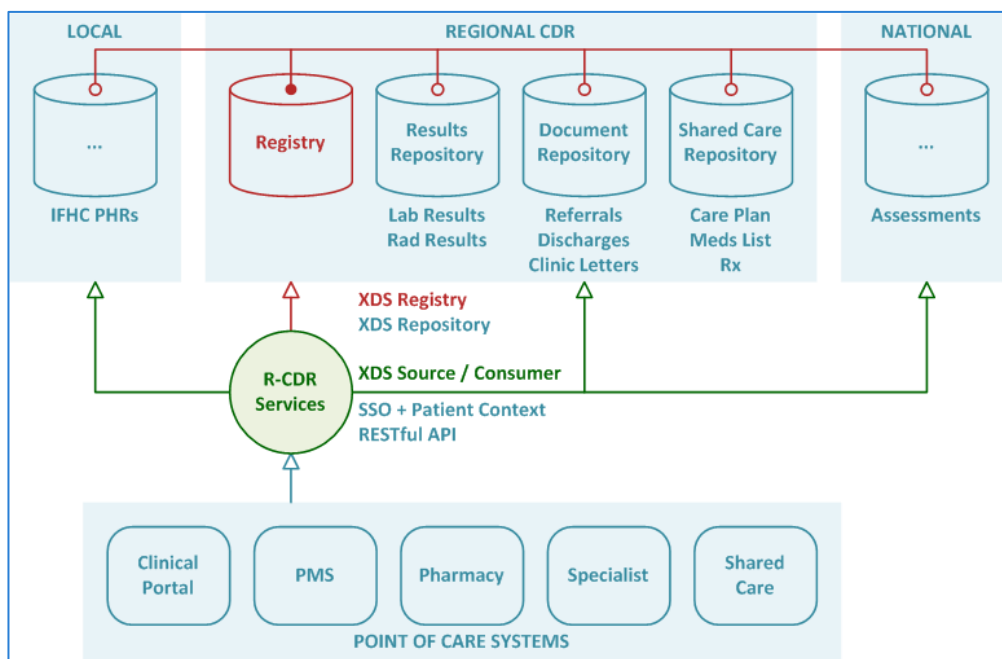 LOCAL
REGIONAL CDR
NATIONAL
...
Registry
Results
Repository
Document
Repository
Shared Care
Repository
...
IFHC PHRs
Lab Results
Rad Results
Referrals
Discharges
Clinic Letters
Care Plan
Meds List
Rx
Assessments
XDS Registry
XDS Repository
R-CDR
Services
XDS Source / Consumer
SSO + Patient Context
RESTful API
Clinical
Portal
PMS
Pharmacy
Specialist
Shared
Care
POINT OF CARE SYSTEMS